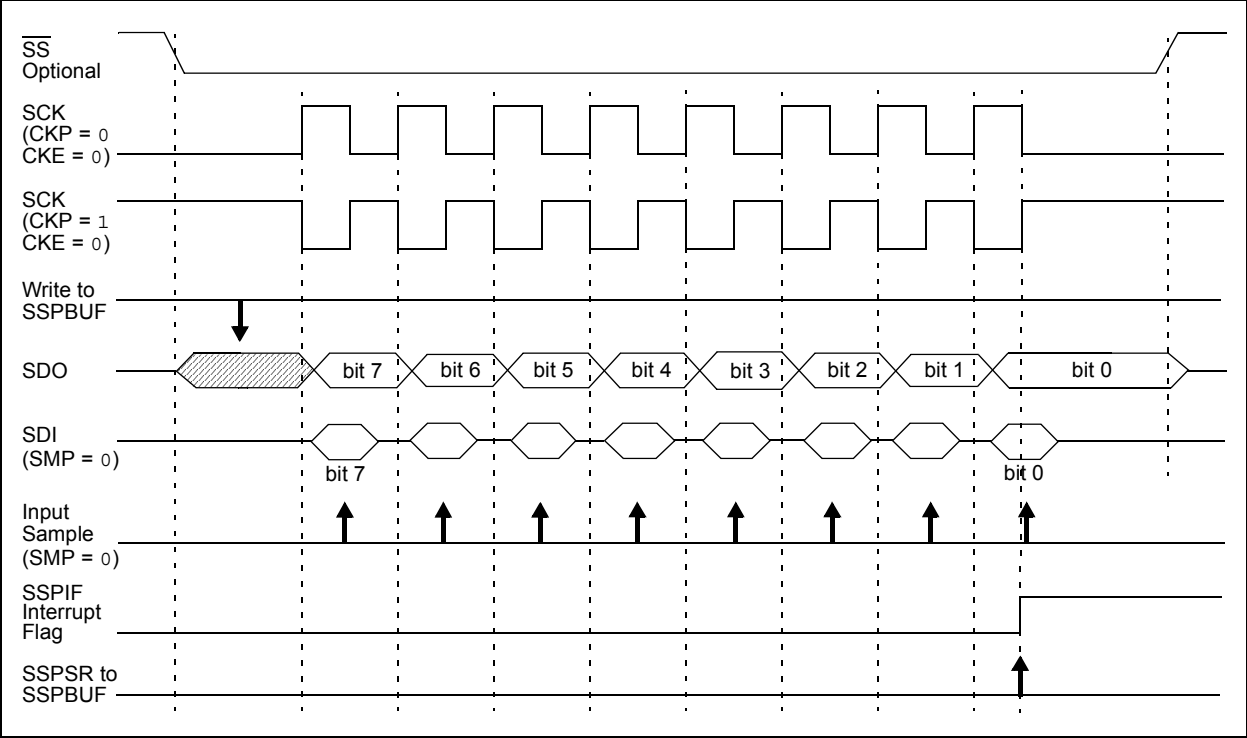 SS
Optional
SCK
(CKP = 0
CKE = 0)
SCK
(CKP = 1
CKE = 0)
Write to
SSPBUF
SDO
bit 7 bit 6 bit 5 bit 4 bit 3 bit 2 bit 1 bit 0
SDI
(SMP = 0)
bit 7 bit 0
Input
Sample
(SMP = 0)
SSPIF
Interrupt
Flag
SSPSR to
SSPBUF